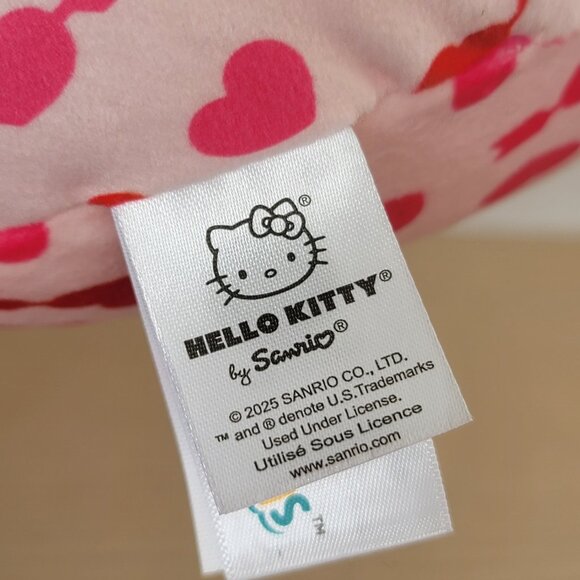 ®
HELLO KITTY®
by Sanrio®
© 2025 SANRIO CO., LTD.
™ and ® denote U.S.Trademarks
Used Under License.
Utilisé Sous Licence
www.sanrio.com
™